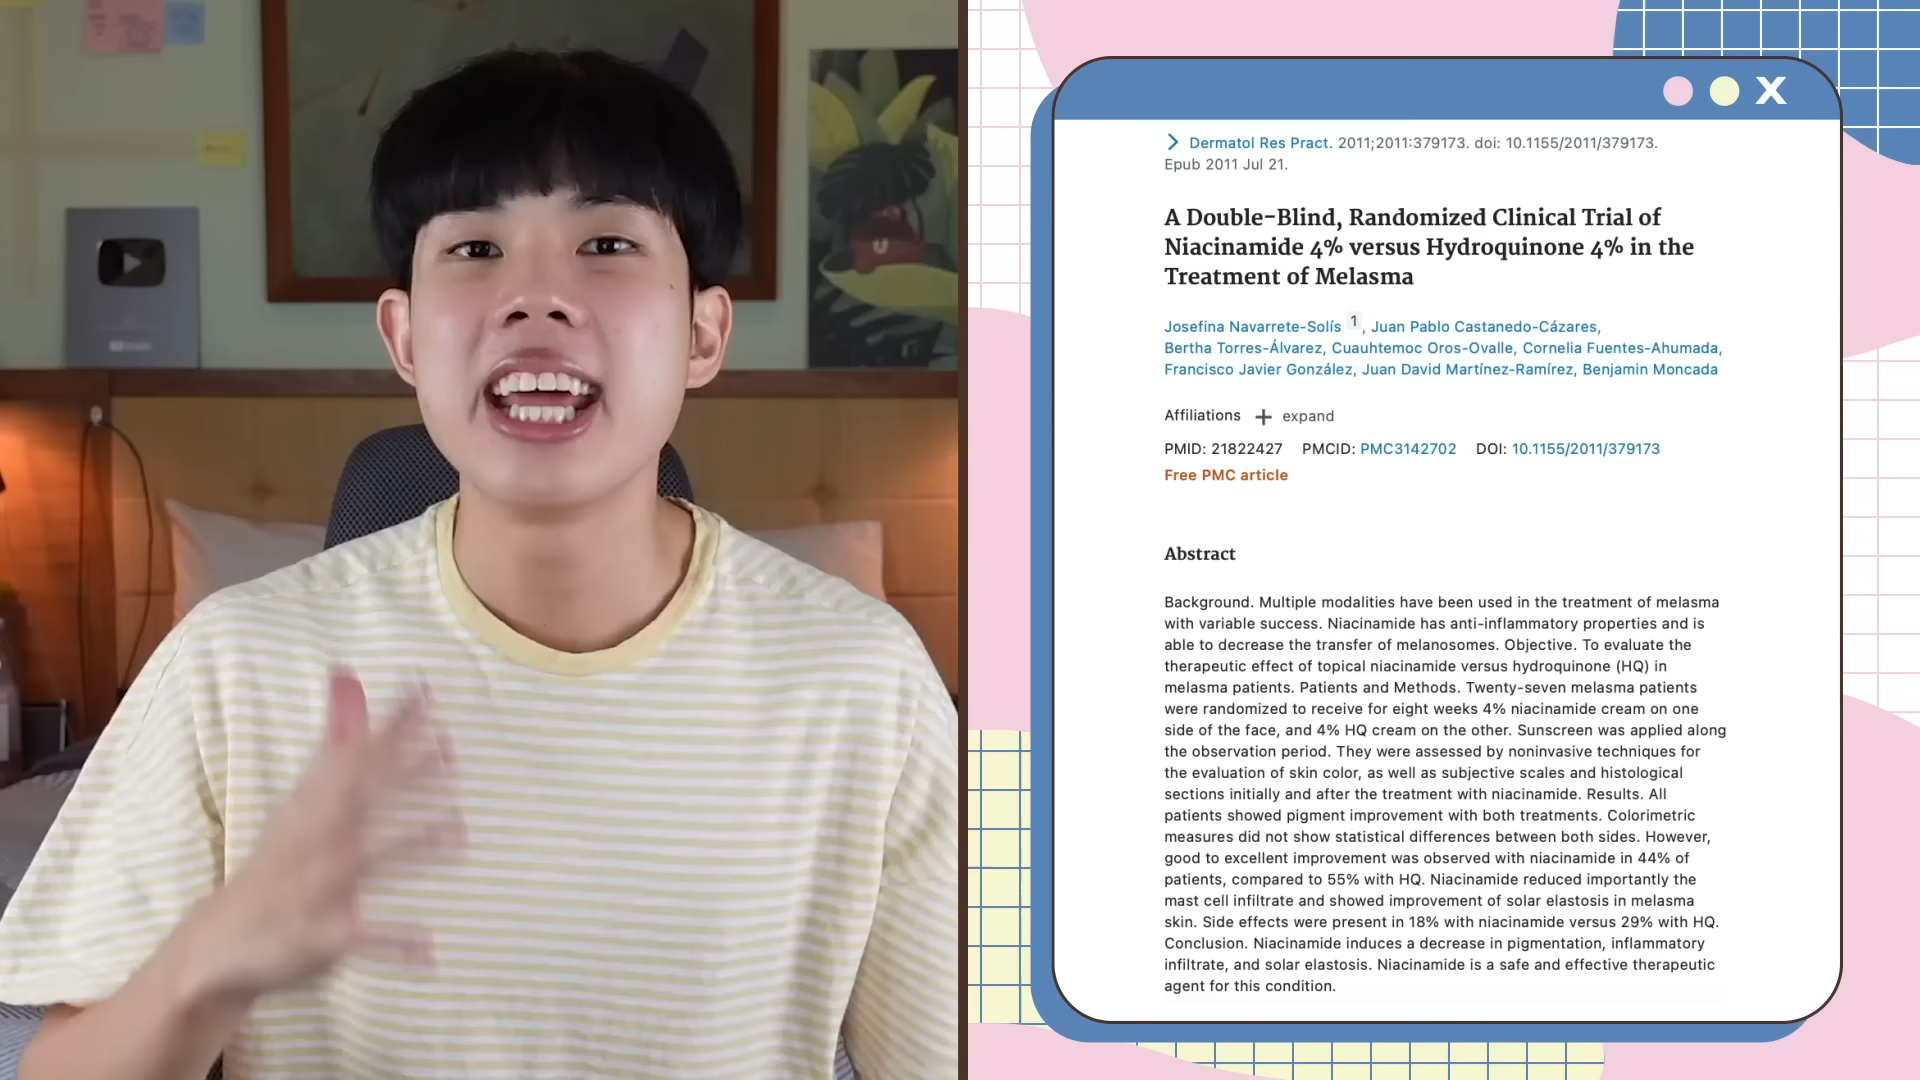 Dermatol Res Pract. 2011;2011:379173. doi: 10.1155/2011/379173.
Epub 2011 Jul 21.
A Double-Blind, Randomized Clinical Trial of
Niacinamide 4% versus Hydroquinone 4% in the
Treatment of Melasma
Josefina Navarrete-Solís 1, Juan Pablo Castanedo-Cázares,
Bertha Torres-Álvarez, Cuauhtemoc Oros-Ovalle, Cornelia Fuentes-Ahumada,
Francisco Javier González, Juan David Martínez-Ramírez, Benjamin Moncada
Affiliations + expand
PMID: 21822427 PMCID: PMC3142702 DOI: 10.1155/2011/379173
Free PMC article
Abstract
Background. Multiple modalities have been used in the treatment of melasma
with variable success. Niacinamide has anti-inflammatory properties and is
able to decrease the transfer of melanosomes. Objective. To evaluate the
therapeutic effect of topical niacinamide versus hydroquinone (HQ) in
melasma patients. Patients and Methods. Twenty-seven melasma patients
were randomized to receive for eight weeks 4% niacinamide cream on one
side of the face, and 4% HQ cream on the other. Sunscreen was applied along
the observation period. They were assessed by noninvasive techniques for
the evaluation of skin color, as well as subjective scales and histological
sections initially and after the treatment with niacinamide. Results. All
patients showed pigment improvement with both treatments. Colorimetric
measures did not show statistical differences between both sides. However,
good to excellent improvement was observed with niacinamide in 44% of
patients, compared to 55% with HQ. Niacinamide reduced importantly the
mast cell infiltrate and showed improvement of solar elastosis in melasma
skin. Side effects were present in 18% with niacinamide versus 29% with HQ.
Conclusion. Niacinamide induces a decrease in pigmentation, inflammatory
infiltrate, and solar elastosis. Niacinamide is a safe and effective therapeutic
agent for this condition.